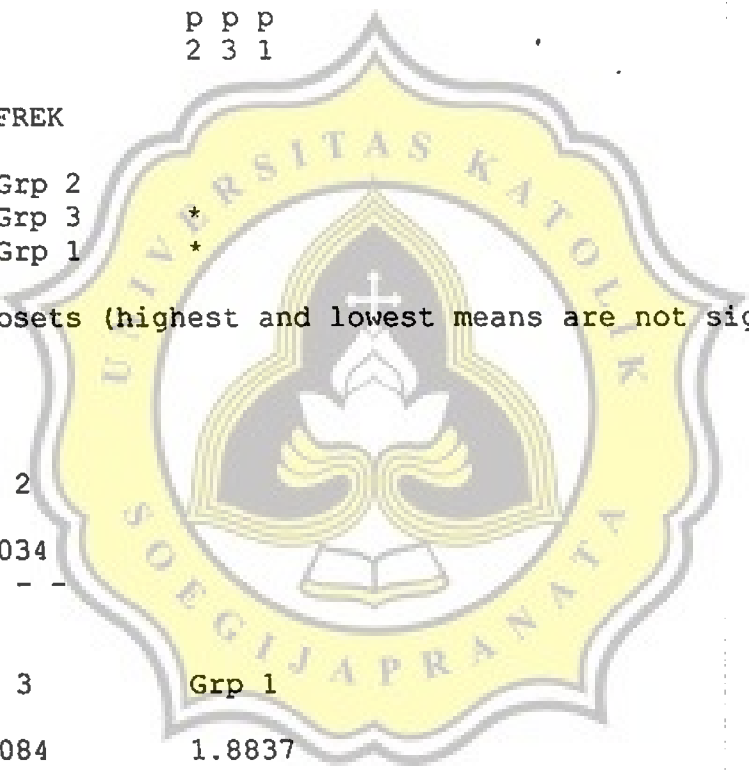 p p p
2 3 1
FREK
Grp 2
Grp 3 *
Grp 1 *
osets (highest and lowest means are not sig
2
034
- -
3 Grp 1
084 1.8837
UNIVERSITAS KATOLIK
SOEGIJAPRANATA